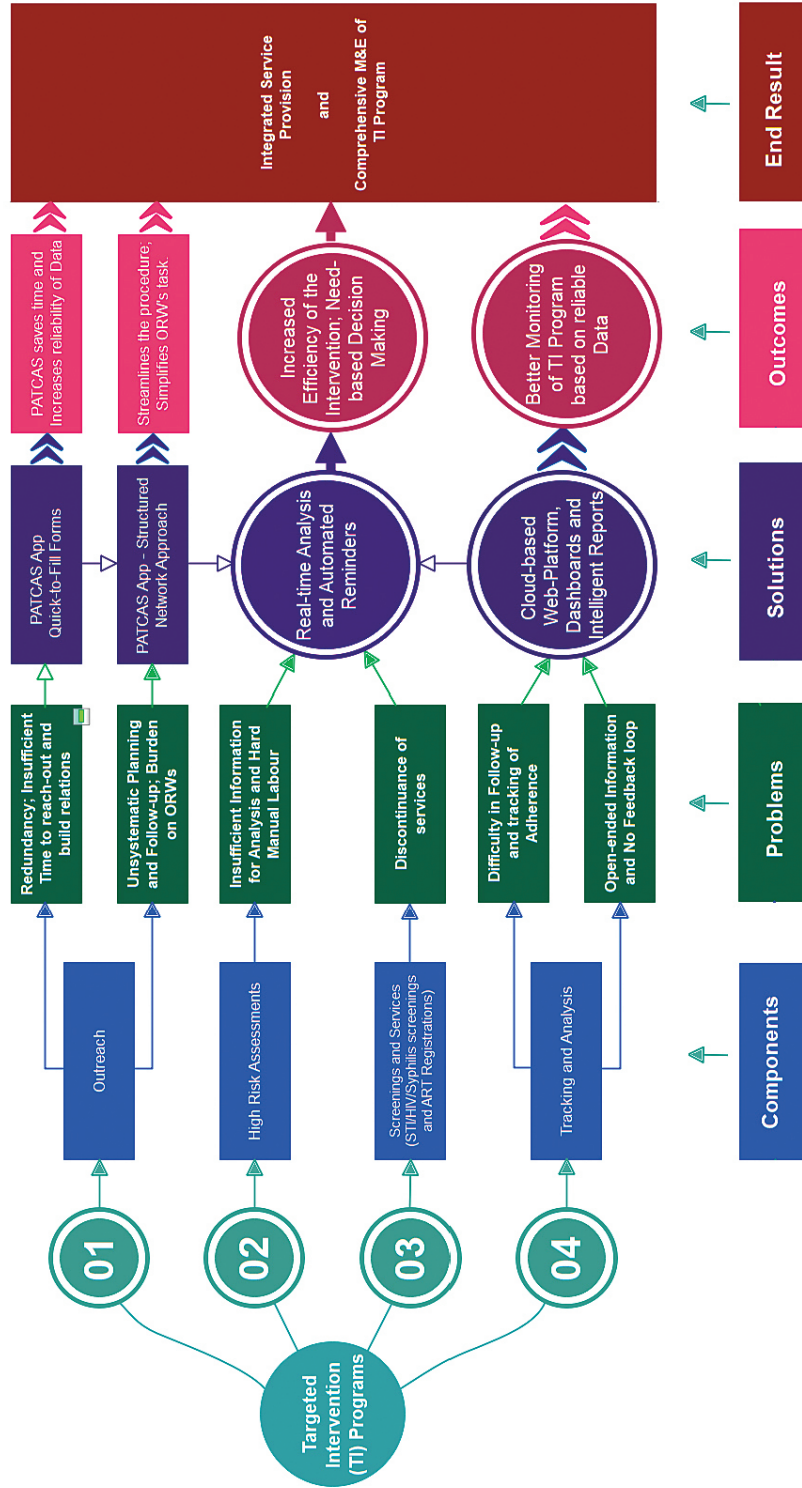 Targeted
Intervention
(TI) Programs
01
02
03
04
Outreach
High Risk Assessments
Screenings and Services
(STI/HIV/Syphilis screenings
and ART Registrations)
Tracking and Analysis
Components
Redundancy; Insufficient
Time to reach-out and
build relations
Unsystematic Planning
and Follow-up; Burden
on ORWs
Insufficient Information
for Analysis and Hard
Manual Labour
Discontinuance of
services
Difficulty in Follow-up
and tracking of
Adherence
Open-ended Information
and No Feedback loop
Problems
PATCAS App
Quick-to-Fill Forms
PATCAS App - Structured
Network Approach
Real-time Analysis
and Automated
Reminders
Cloud-based
Web-Platform,
Dashboards and
Intelligent Reports
Solutions
PATCAS saves time and
Increases reliability of Data
Streamlines the procedure;
Simplifies ORW's task
Increased
Efficiency of the
Intervention; Need-
based Decision
Making
Better Monitoring
of TI Program
based on reliable
Data
Outcomes
Integrated Service
Provision
and
Comprehensive M&E of
TI Program
End Result